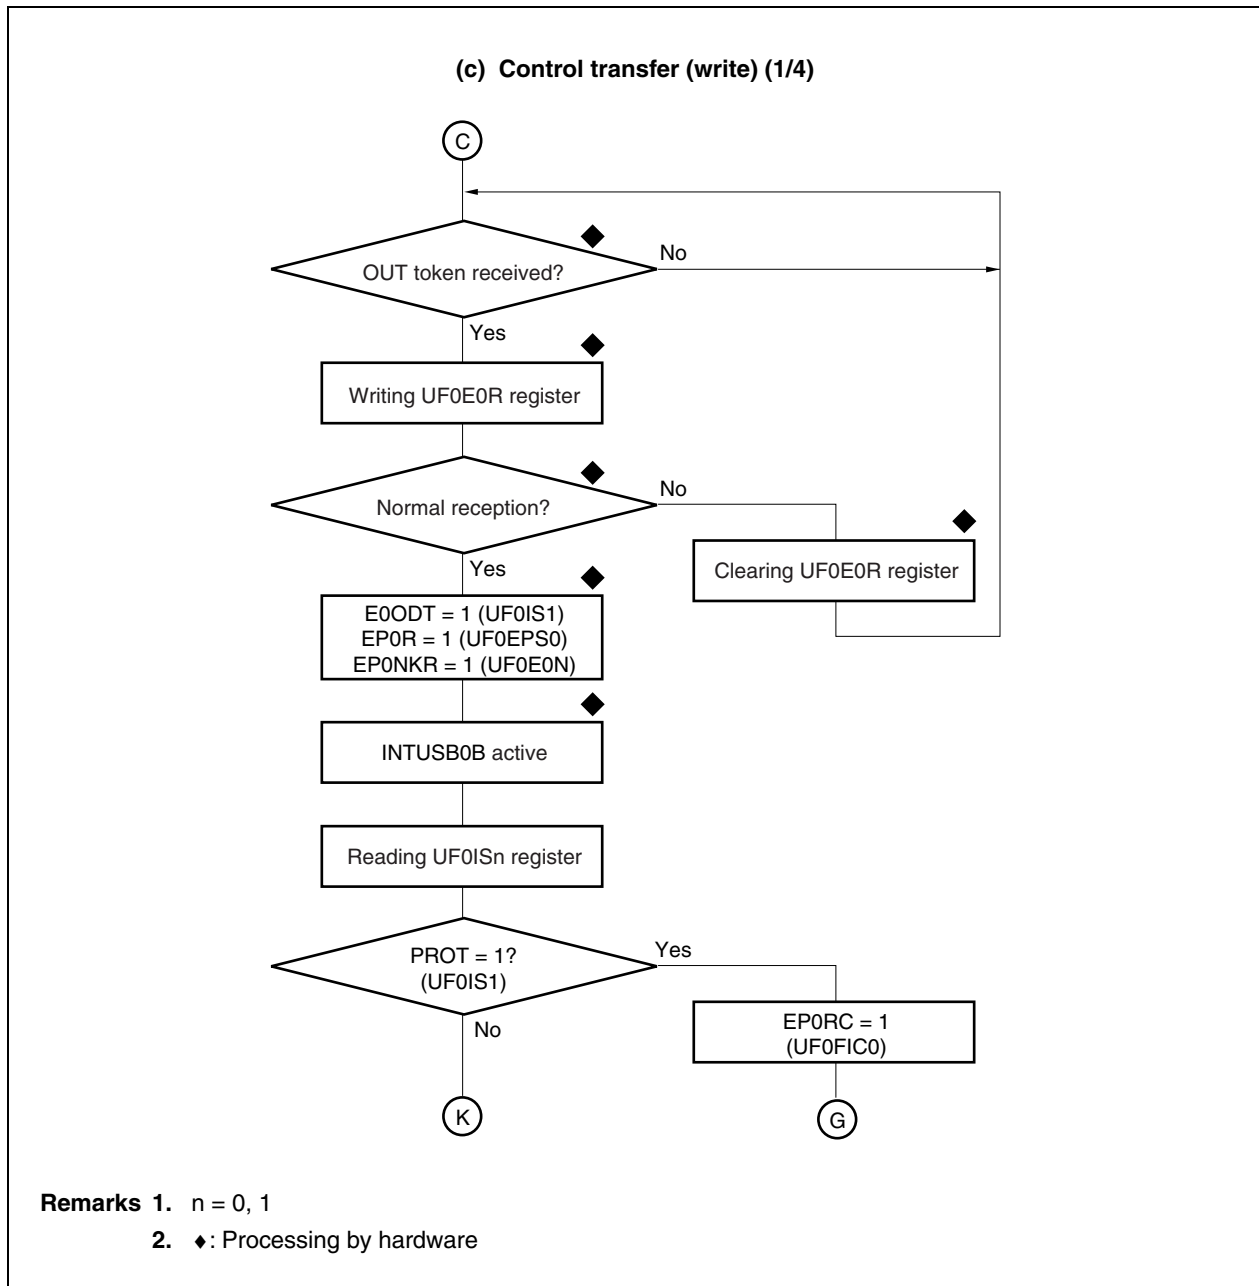 (c) Control transfer (write) (1/4)
C
OUT token received?
No
Yes
Writing UF0E0R register
Normal reception?
No
Yes
Clearing UF0E0R register
E0ODT = 1 (UF0IS1)
EP0R = 1 (UF0EPS0)
EP0NKR = 1 (UF0E0N)
INTUSB0B active
Reading UF0ISn register
PROT = 1?
(UF0IS1)
Yes
No
EP0RC = 1
(UF0FIC0)
K
G
Remarks 1. n = 0, 1
2. ♦: Processing by hardware